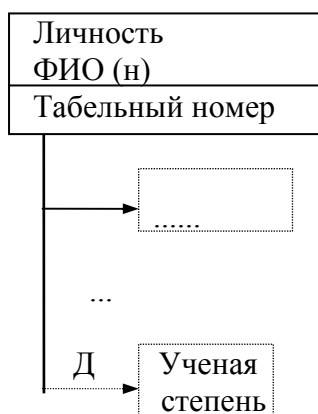 Личность
ФИО (н)
Табельный номер
......
...
Д
Ученая
степень